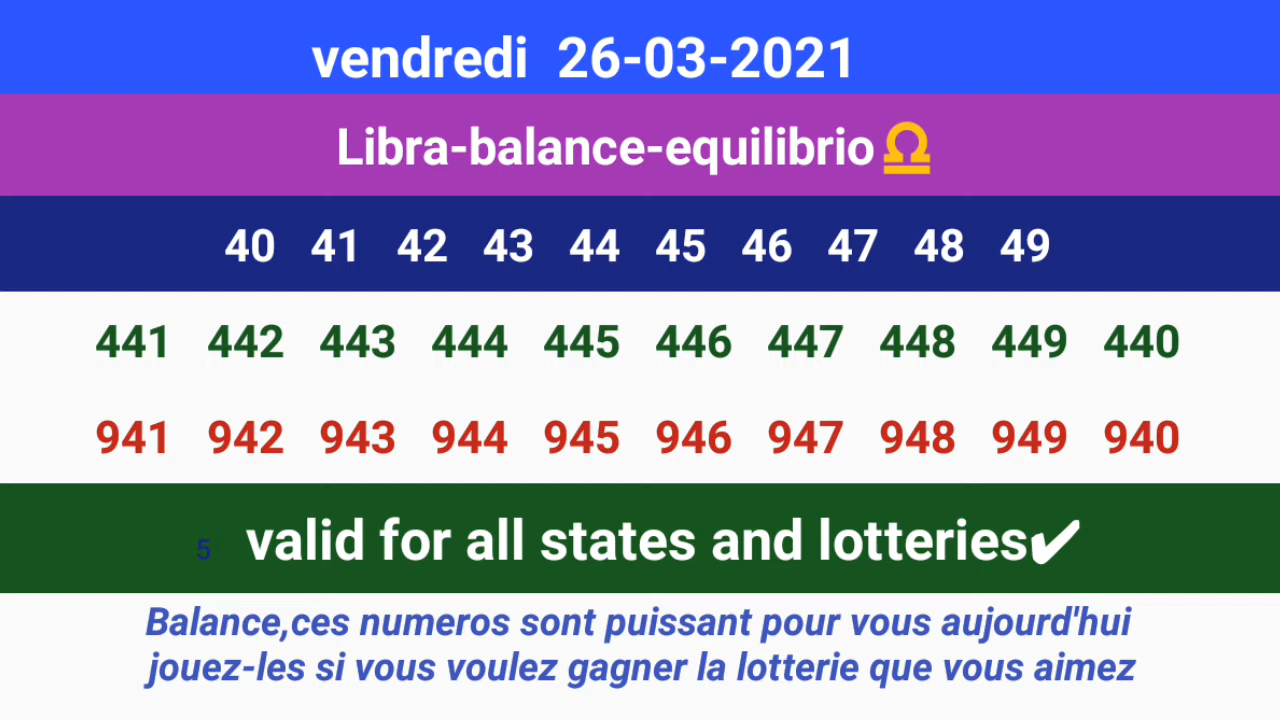 vendredi 26-03-2021
Libra-balance-equilibrio♎
40 41 42 43 44 45 46 47 48 49
441 442 443 444 445 446 447 448 449 440
941 942 943 944 945 946 947 948 949 940
5 valid for all states and lotteries✔
Balance,ces numeros sont puissant pour vous aujourd'hui
jouez-les si vous voulez gagner la lotterie que vous aimez